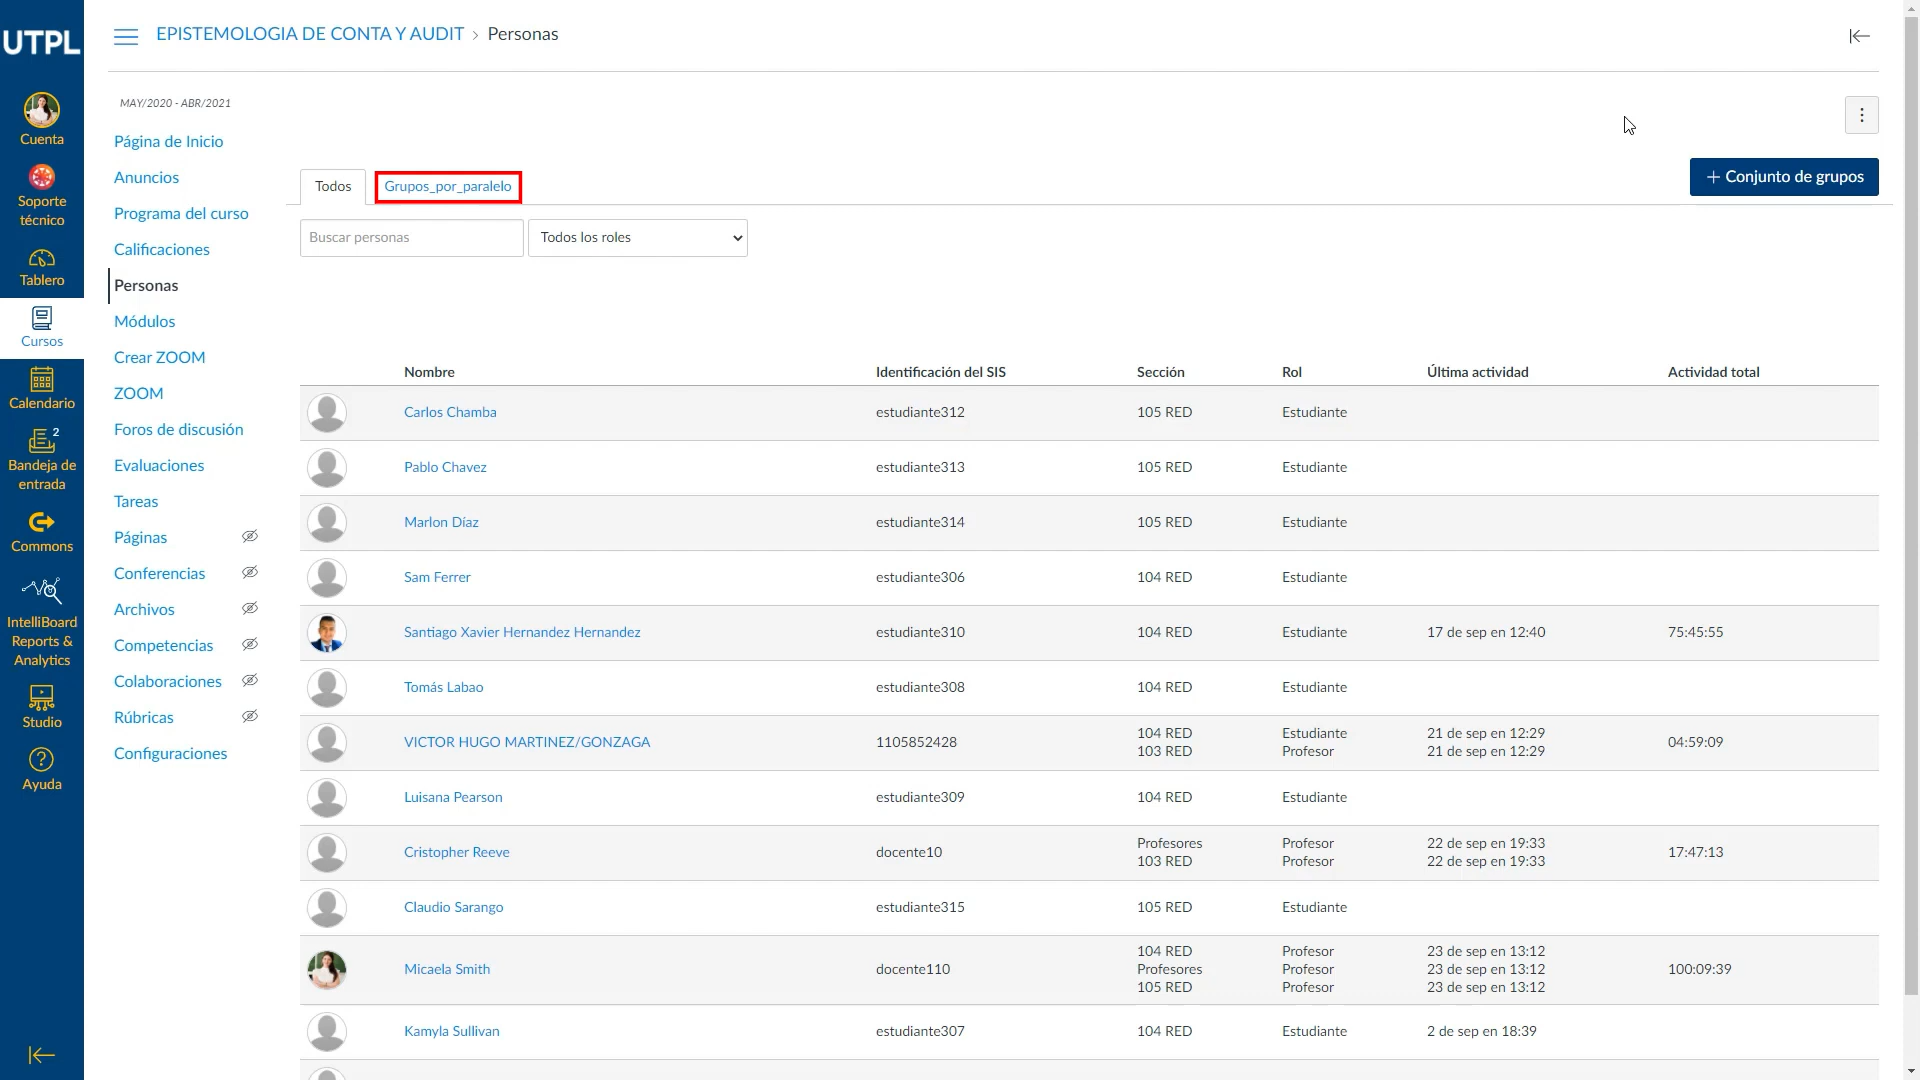 UTPL
Cuenta
Soporte
técnico
Tablero
Cursos
Calendario
2
Bandeja de
entrada
Commons
IntelliBoard
Reports &
Analytics
Studio
Ayuda
EPISTEMOLOGIA DE CONTA Y AUDIT › Personas
MAY/2020 - ABR/2021
Página de Inicio
Anuncios
Programa del curso
Calificaciones
Personas
Módulos
Crear ZOOM
ZOOM
Foros de discusión
Evaluaciones
Tareas
Páginas
Conferencias
Archivos
Competencias
Colaboraciones
Rúbricas
Configuraciones
Todos Grupos_por_paralelo
+ Conjunto de grupos
Buscar personas Todos los roles
Nombre Identificación del SIS Sección Rol Última actividad Actividad total
Carlos Chamba estudiante312 105 RED Estudiante
Pablo Chavez estudiante313 105 RED Estudiante
Marlon Díaz estudiante314 105 RED Estudiante
Sam Ferrer estudiante306 104 RED Estudiante
Santiago Xavier Hernandez Hernandez estudiante310 104 RED Estudiante 17 de sep en 12:40 75:45:55
Tomás Labao estudiante308 104 RED Estudiante
104 RED Estudiante 21 de sep en 12:29
VICTOR HUGO MARTINEZ/GONZAGA 1105852428 04:59:09
103 RED Profesor 21 de sep en 12:29
Luisana Pearson estudiante309 104 RED Estudiante
Profesores Profesor 22 de sep en 19:33
Cristopher Reeve docente10 17:47:13
103 RED Profesor 22 de sep en 19:33
Claudio Sarango estudiante315 105 RED Estudiante
104 RED Profesor 23 de sep en 13:12
Micaela Smith docente110 Profesores Profesor 23 de sep en 13:12 100:09:39
105 RED Profesor 23 de sep en 13:12
Kamyla Sullivan estudiante307 104 RED Estudiante 2 de sep en 18:39